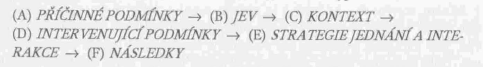 (A) PŘÍČINNÉ PODMÍNKY → (B) JEV → (C) KONTEXT →
(D) INTERVENUJÍCÍ PODMÍNKY → (E) STRATEGIE JEDNÁNÍ A INTE-
RAKCE → (F) NÁSLEDKY